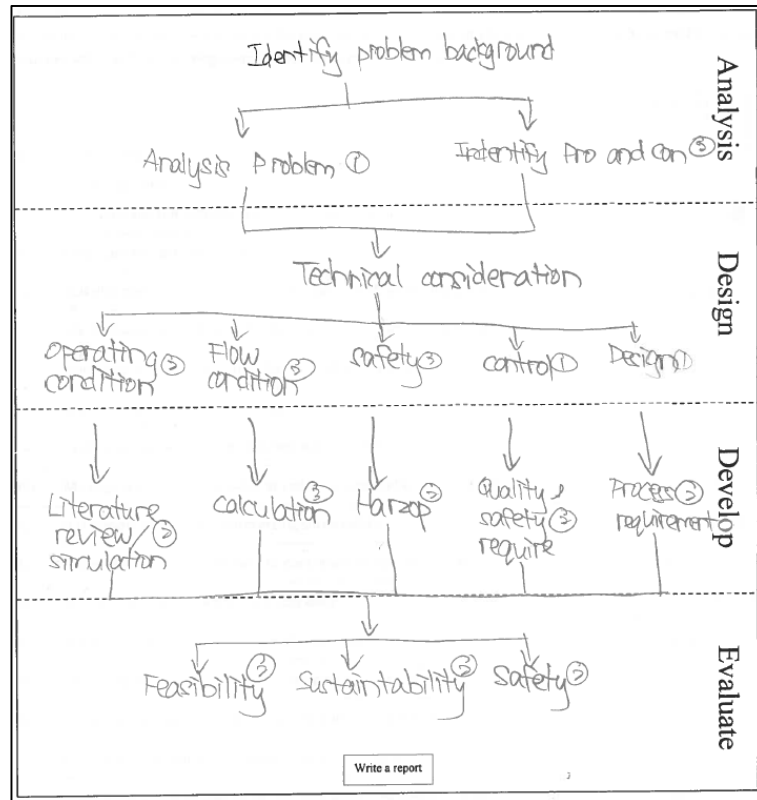 Identify problem background
Analysis
Analysis Problem ①
Indentify Pro and con ③
Technical consideration
Design
Operating ③
condition
Flow
condition ③
safety ③
control ①
Design ①
Develop
Literature
review/ ③
simulation
calculation ③
Harzop ③
Quality &
safety ③
require
Process ③
requirement
Evaluate
Feasibility ③
Sustaintability ③
Safety ③
Write a report